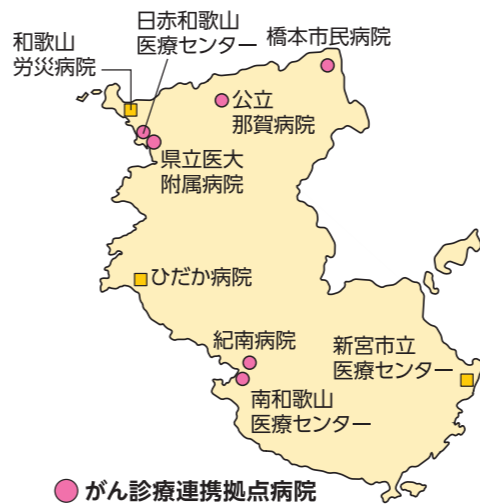 和歌山
労災病院
日赤和歌山
医療センター
橋本市民病院
公立
那賀病院
県立医大
附属病院
ひだか病院
紀南病院
新宮市立
医療センター
南和歌山
医療センター
がん診療連携拠点病院